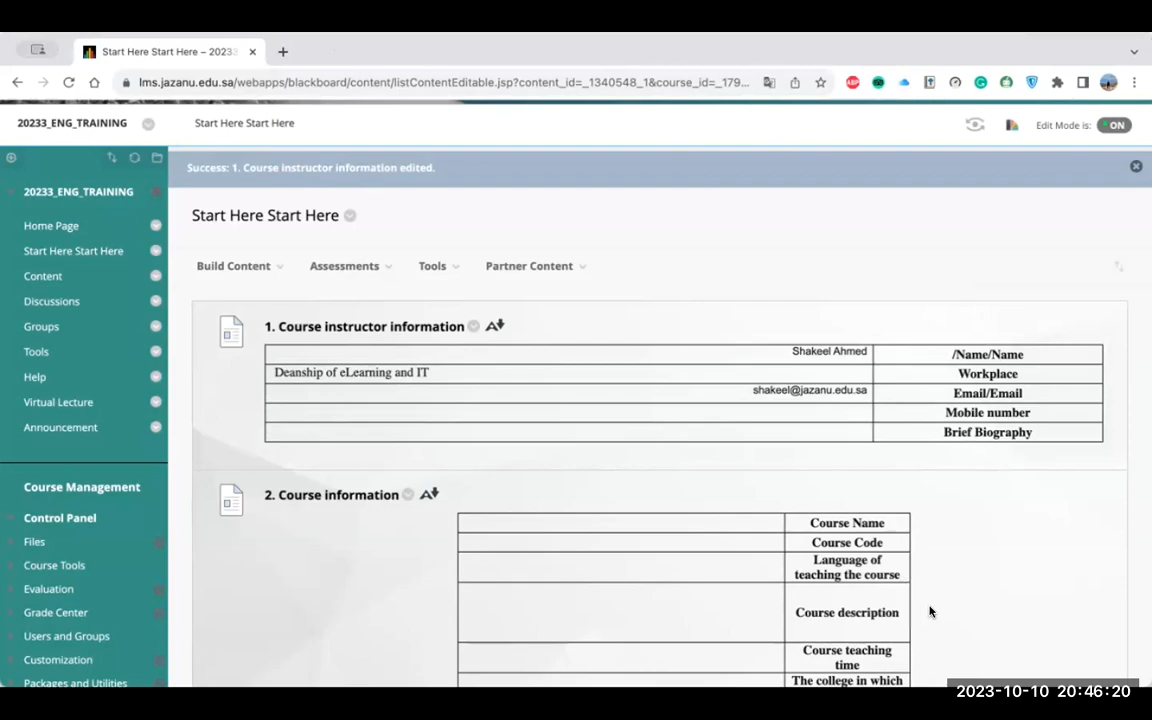 Start Here Start Here – 2023
lms.jazanu.edu.sa/webapps/blackboard/content/listContentEditable.jsp?content_id=_1340548_1&course_id=_179...
20233_ENG_TRAINING
Start Here Start Here
Edit Mode is:
ON
Success: 1. Course instructor information edited.
20233_ENG_TRAINING
Home Page
Start Here Start Here
Content
Discussions
Groups
Tools
Help
Virtual Lecture
Announcement
Course Management
Control Panel
Files
Course Tools
Evaluation
Grade Center
Users and Groups
Customization
Packages and Utilities
Start Here Start Here
Build Content
Assessments
Tools
Partner Content
1. Course instructor information
Shakeel Ahmed
/Name/Name
Deanship of eLearning and IT
Workplace
shakeel@jazanu.edu.sa
Email/Email
Mobile number
Brief Biography
2. Course information
Course Name
Course Code
Language of
teaching the course
Course description
Course teaching
time
The college in which
2023-10-10 20:46:20